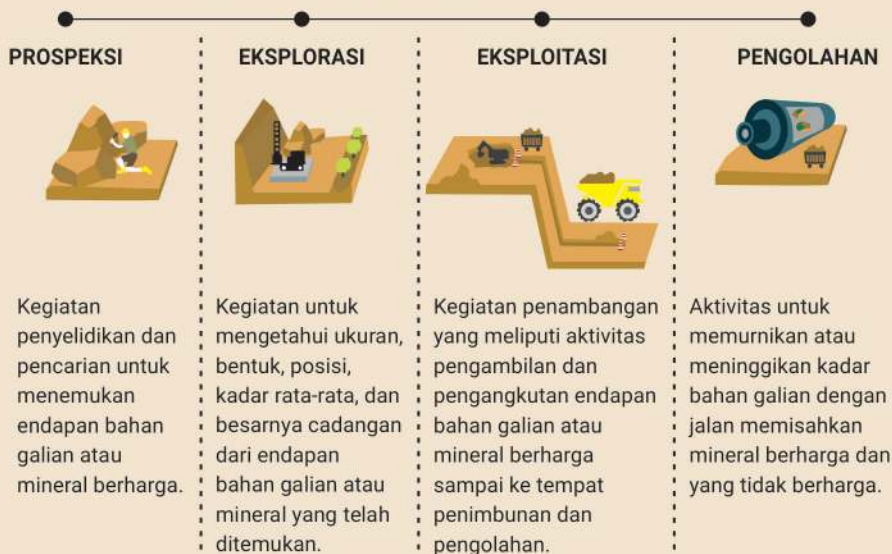 PROSPEKSI
Kegiatan
penyelidikan dan
pencarian untuk
menemukan
endapan bahan
galian atau
mineral berharga.
EKSPLORASI
Kegiatan untuk
mengetahui ukuran,
bentuk, posisi,
kadar rata-rata, dan
besarnya cadangan
dari endapan
bahan galian atau
mineral yang telah
ditemukan.
EKSPLOITASI
Kegiatan penambangan
yang meliputi aktivitas
pengambilan dan
pengangkutan endapan
bahan galian atau
mineral berharga
sampai ke tempat
penimbunan dan
pengolahan.
PENGOLAHAN
Aktivitas untuk
memurnikan atau
meninggikan kadar
bahan galian dengan
jalan memisahkan
mineral berharga dan
yang tidak berharga.